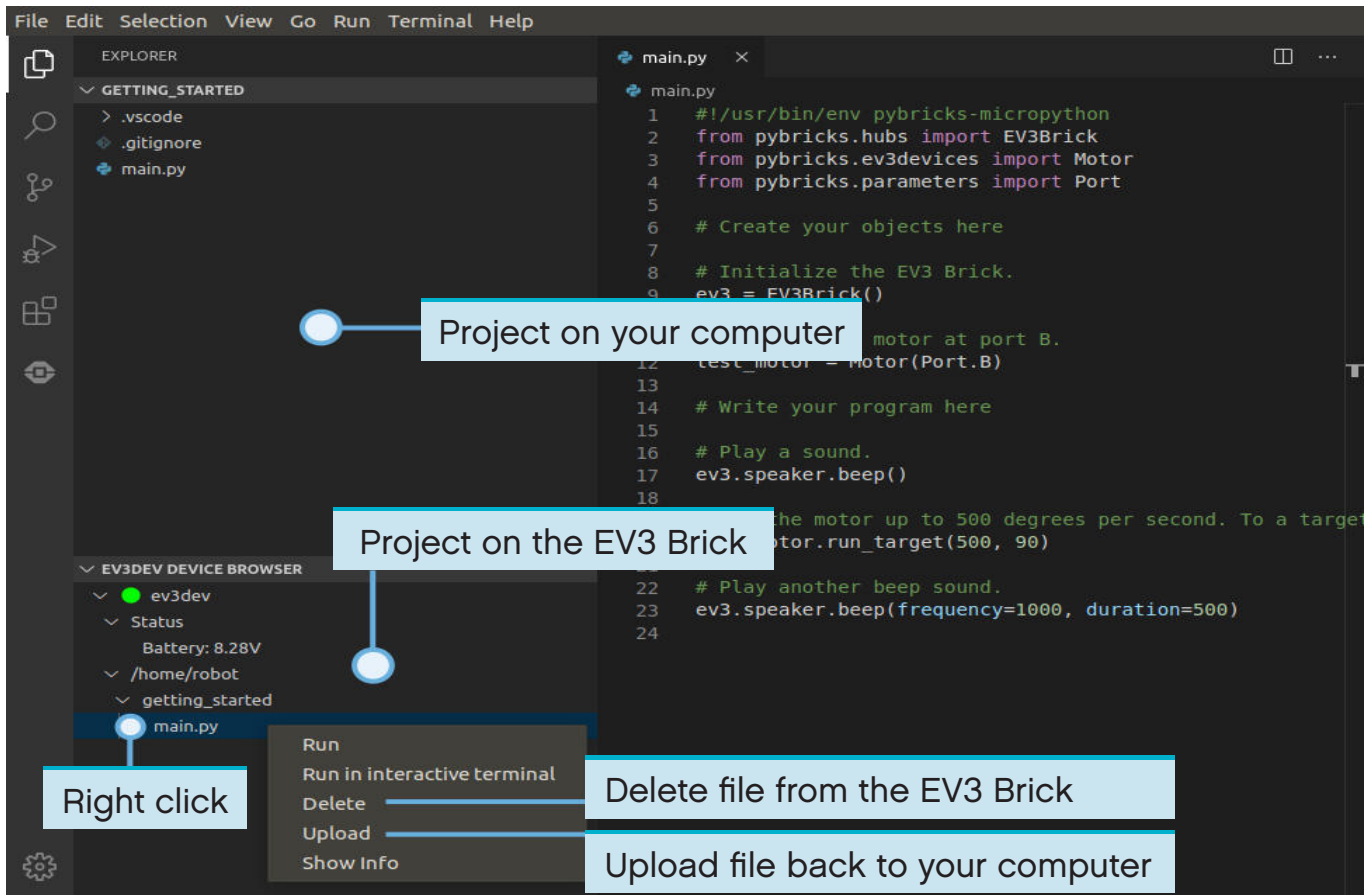 File Edit Selection View Go Run Terminal Help
EXPLORER
GETTING_STARTED
.vscode
.gitignore
main.py
main.py
main.py
1 #!/usr/bin/env pybricks-micropython
2 from pybricks.hubs import EV3Brick
3 from pybricks.ev3devices import Motor
4 from pybricks.parameters import Port
5
6 # Create your objects here
7
8 # Initialize the EV3 Brick.
9 ev3 = EV3Brick()
Project on your computer
motor at port B.
12 test_motor = Motor(Port.B)
13
14 # Write your program here
15
16 # Play a sound.
17 ev3.speaker.beep()
18
the motor up to 500 degrees per second. To a target
Project on the EV3 Brick
otor.run_target(500, 90)
22 # Play another beep sound.
23 ev3.speaker.beep(frequency=1000, duration=500)
24
EV3DEV DEVICE BROWSER
ev3dev
Status
Battery: 8.28V
/home/robot
getting_started
main.py
Right click
Run
Run in interactive terminal
Delete
Upload
Show Info
Delete file from the EV3 Brick
Upload file back to your computer